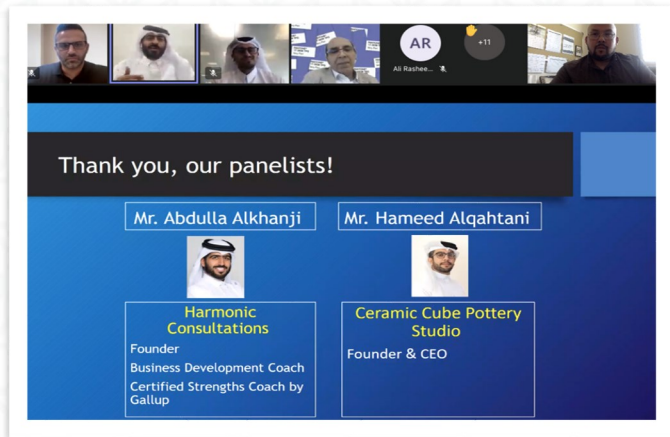 AR
+11
Ali Rashee...
Thank you, our panelists!
Mr. Abdulla Alkhanji
Mr. Hameed Alqahtani
Harmonic
Consultations
Founder
Business Development Coach
Certified Strengths Coach by
Gallup
Ceramic Cube Pottery
Studio
Founder & CEO